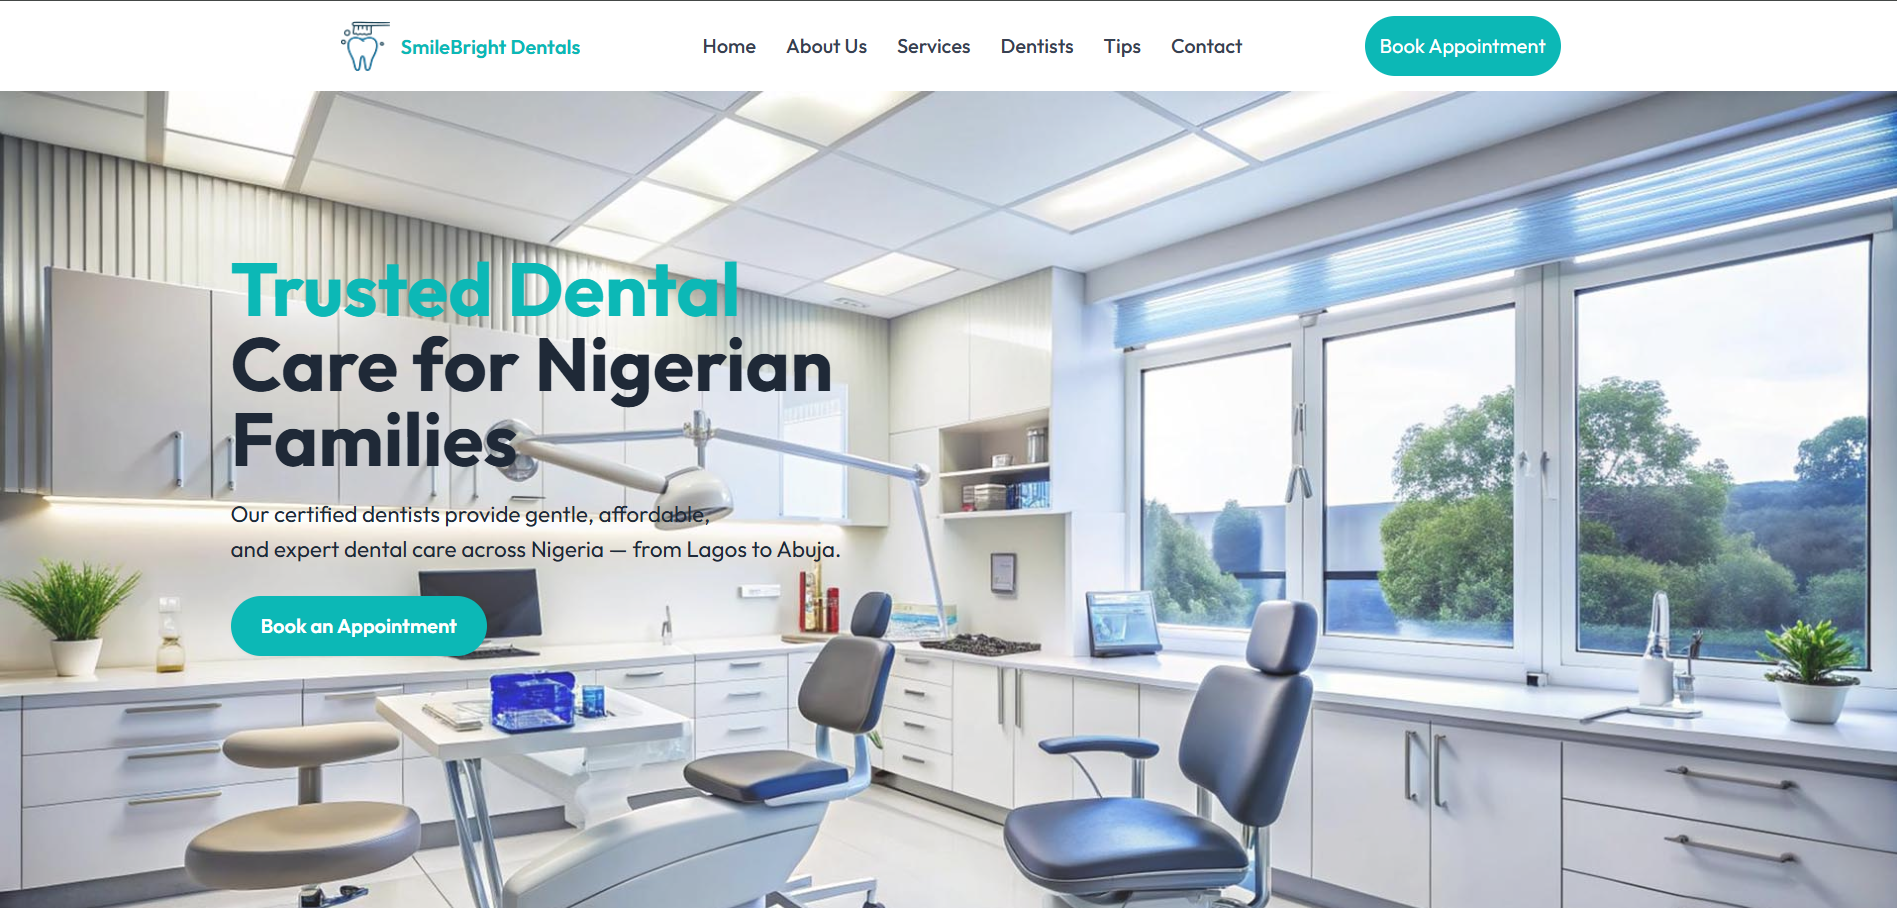 SmileBright Dentals
Home
About Us
Services
Dentists
Tips
Contact
Book Appointment
Trusted Dental
Care for Nigerian
Families
Our certified dentists provide gentle, affordable,
and expert dental care across Nigeria — from Lagos to Abuja.
Book an Appointment